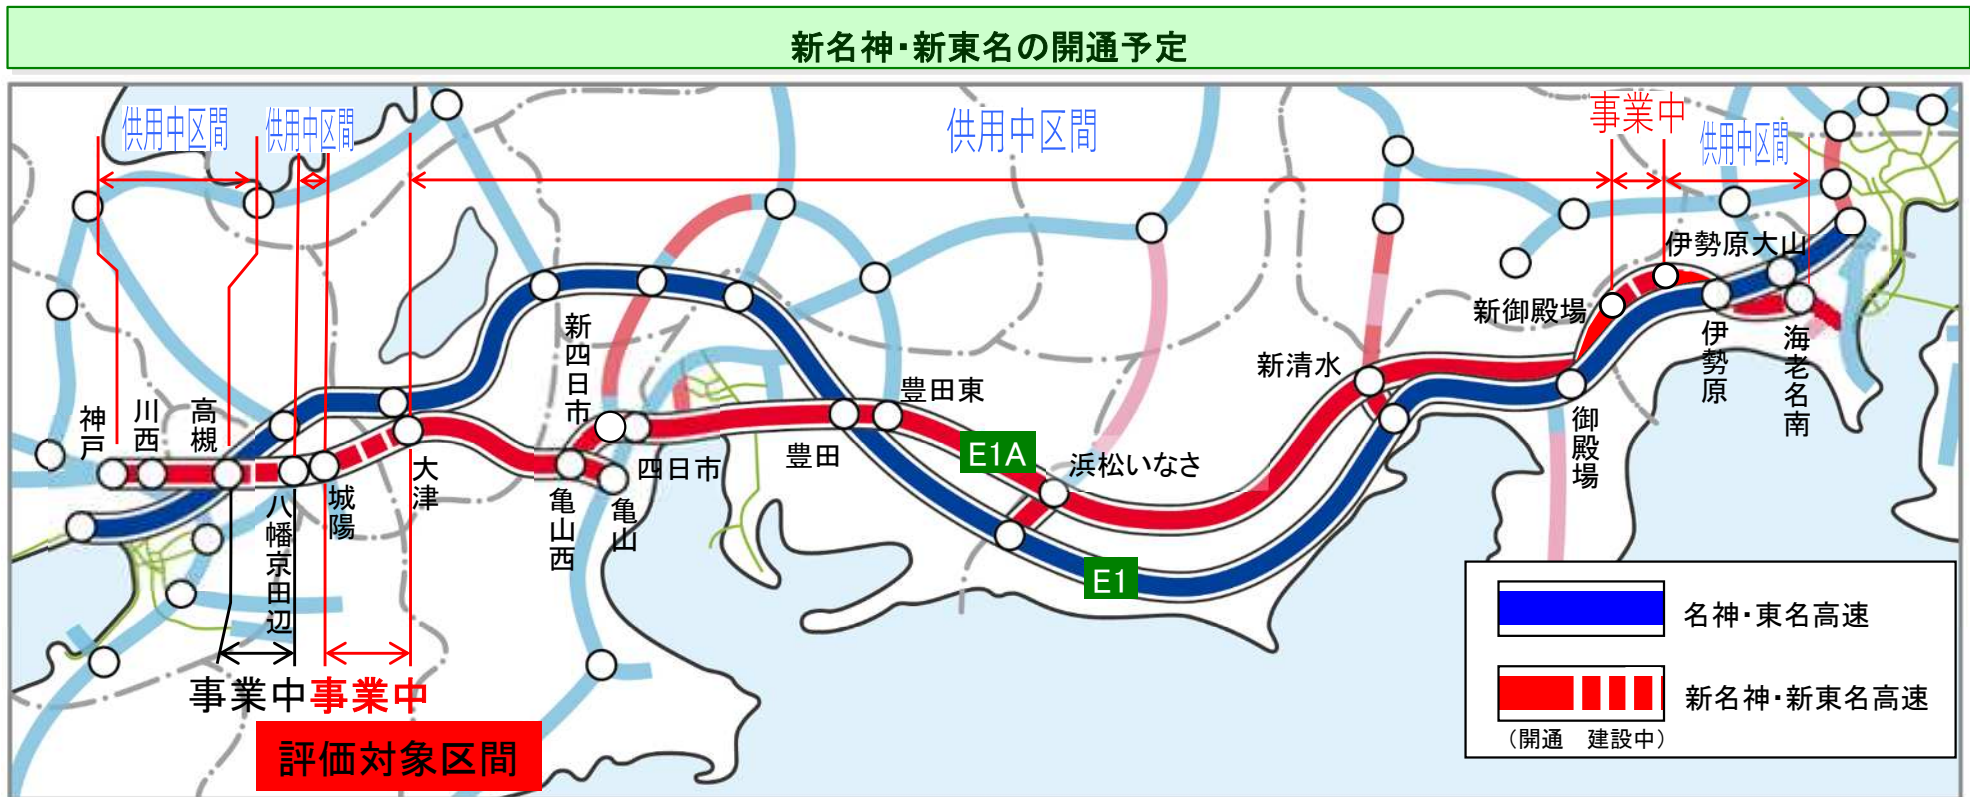 新名神・新東名の開通予定
供用中区間
供用中区間
供用中区間
事業中
供用中区間
伊勢原大山
新御殿場
伊勢原
海老名南
新四日市
新清水
御殿場
豊田東
神戸
川西
高槻
豊田
E1A
浜松いなさ
四日市
大津
城陽
八幡京田辺
亀山西
亀山
E1
事業中
事業中
評価対象区間
名神・東名高速
新名神・新東名高速
（開通 建設中）